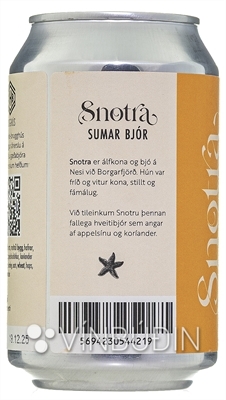 Snotra
SUMAR BJÓR
Snotra er álfkona og bjó á
Nesi við Borgarfjörð. Hún var
fríð og vitur kona, stillt og
fámálug.
Við tileinkum Snotru þennan
fallega hveitibjór sem angar
af appelsínu og kóríander.
5694230544219
Snotra
VÍNBÚÐIN